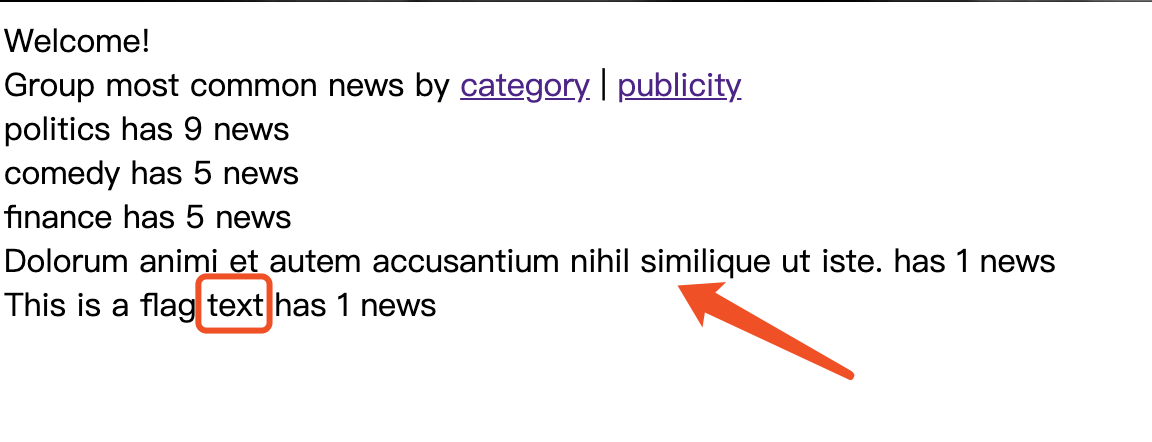 Welcome!
Group most common news by category | publicity
politics has 9 news
comedy has 5 news
finance has 5 news
Dolorum animi et autem accusantium nihil similique ut iste. has 1 news
This is a flag text has 1 news